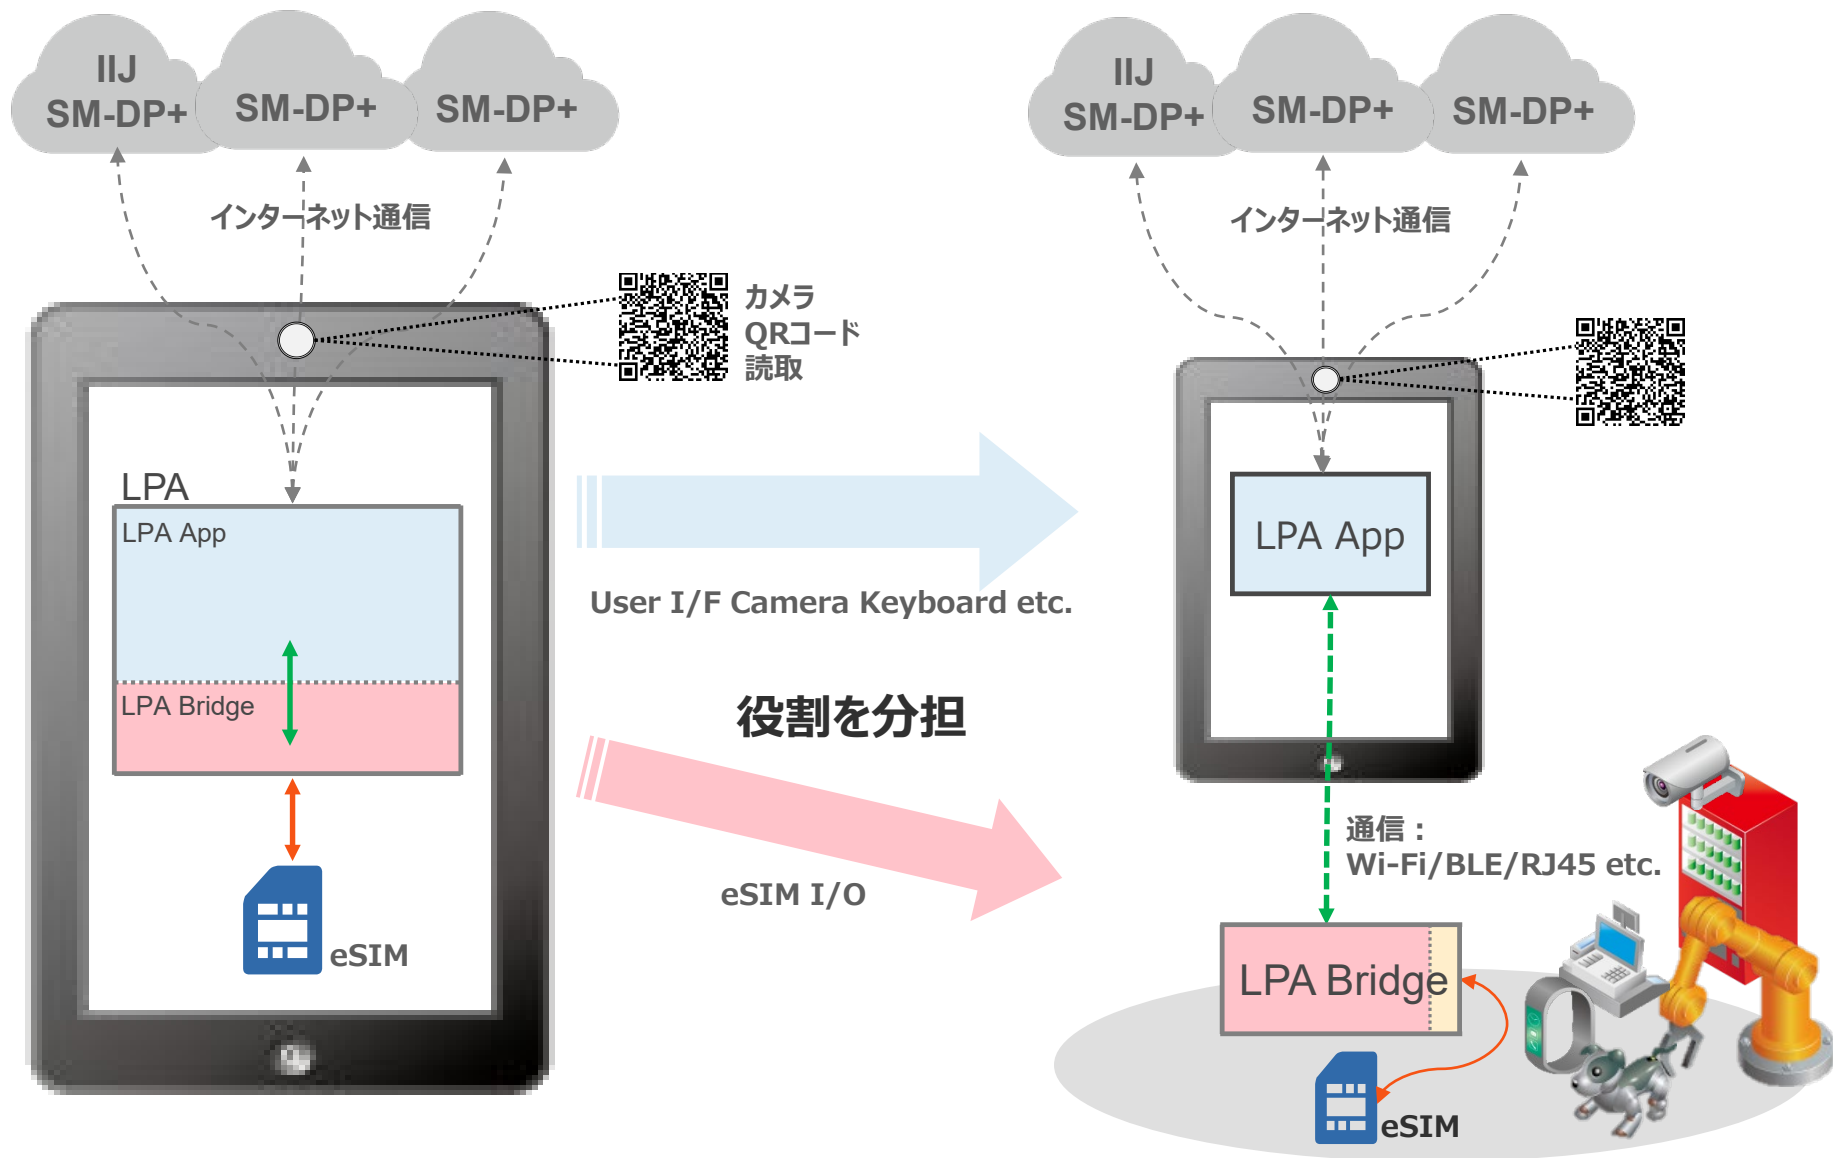 IIJ
SM-DP+
SM-DP+
SM-DP+
インターネット通信
カメラ
QRコード
読取
LPA
LPA App
LPA Bridge
eSIM
User I/F Camera Keyboard etc.
役割を分担
eSIM I/O
IIJ
SM-DP+
SM-DP+
SM-DP+
インターネット通信
LPA App
通信：
Wi-Fi/BLE/RJ45 etc.
LPA Bridge
eSIM